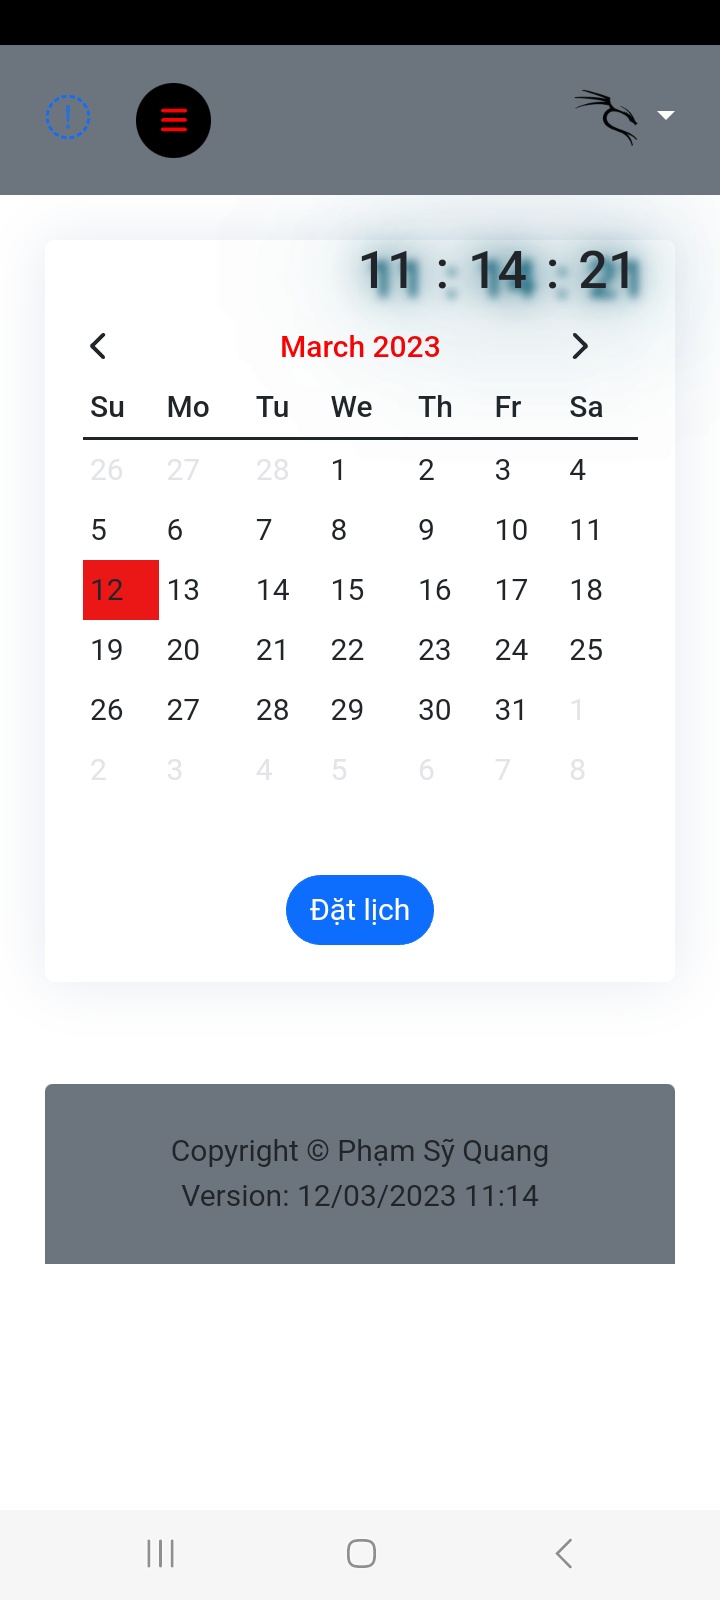 11 : 14 : 21
March 2023
Su Mo Tu We Th Fr Sa
26 27 28 1 2 3 4
5 6 7 8 9 10 11
12 13 14 15 16 17 18
19 20 21 22 23 24 25
26 27 28 29 30 31 1
2 3 4 5 6 7 8
Đặt lịch
Copyright © Phạm Sỹ Quang
Version: 12/03/2023 11:14